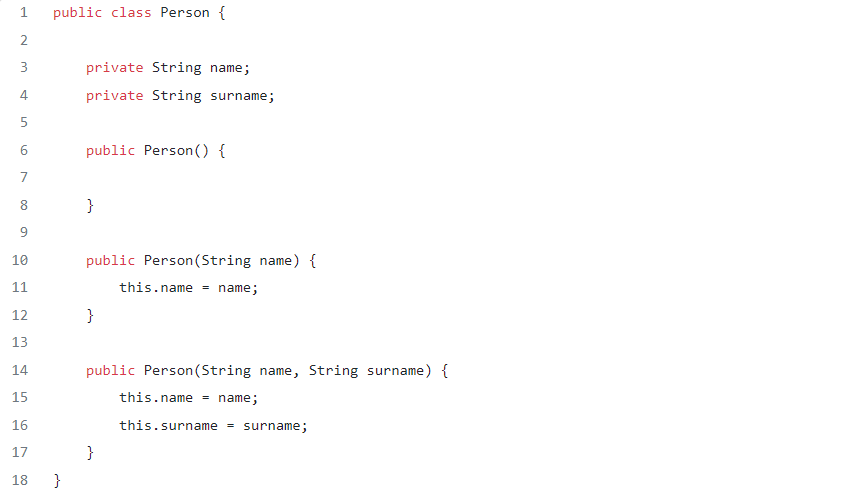 1 public class Person {
2
3 private String name;
4 private String surname;
5
6 public Person() {
7
8 }
9
10 public Person(String name) {
11 this.name = name;
12 }
13
14 public Person(String name, String surname) {
15 this.name = name;
16 this.surname = surname;
17 }
18 }